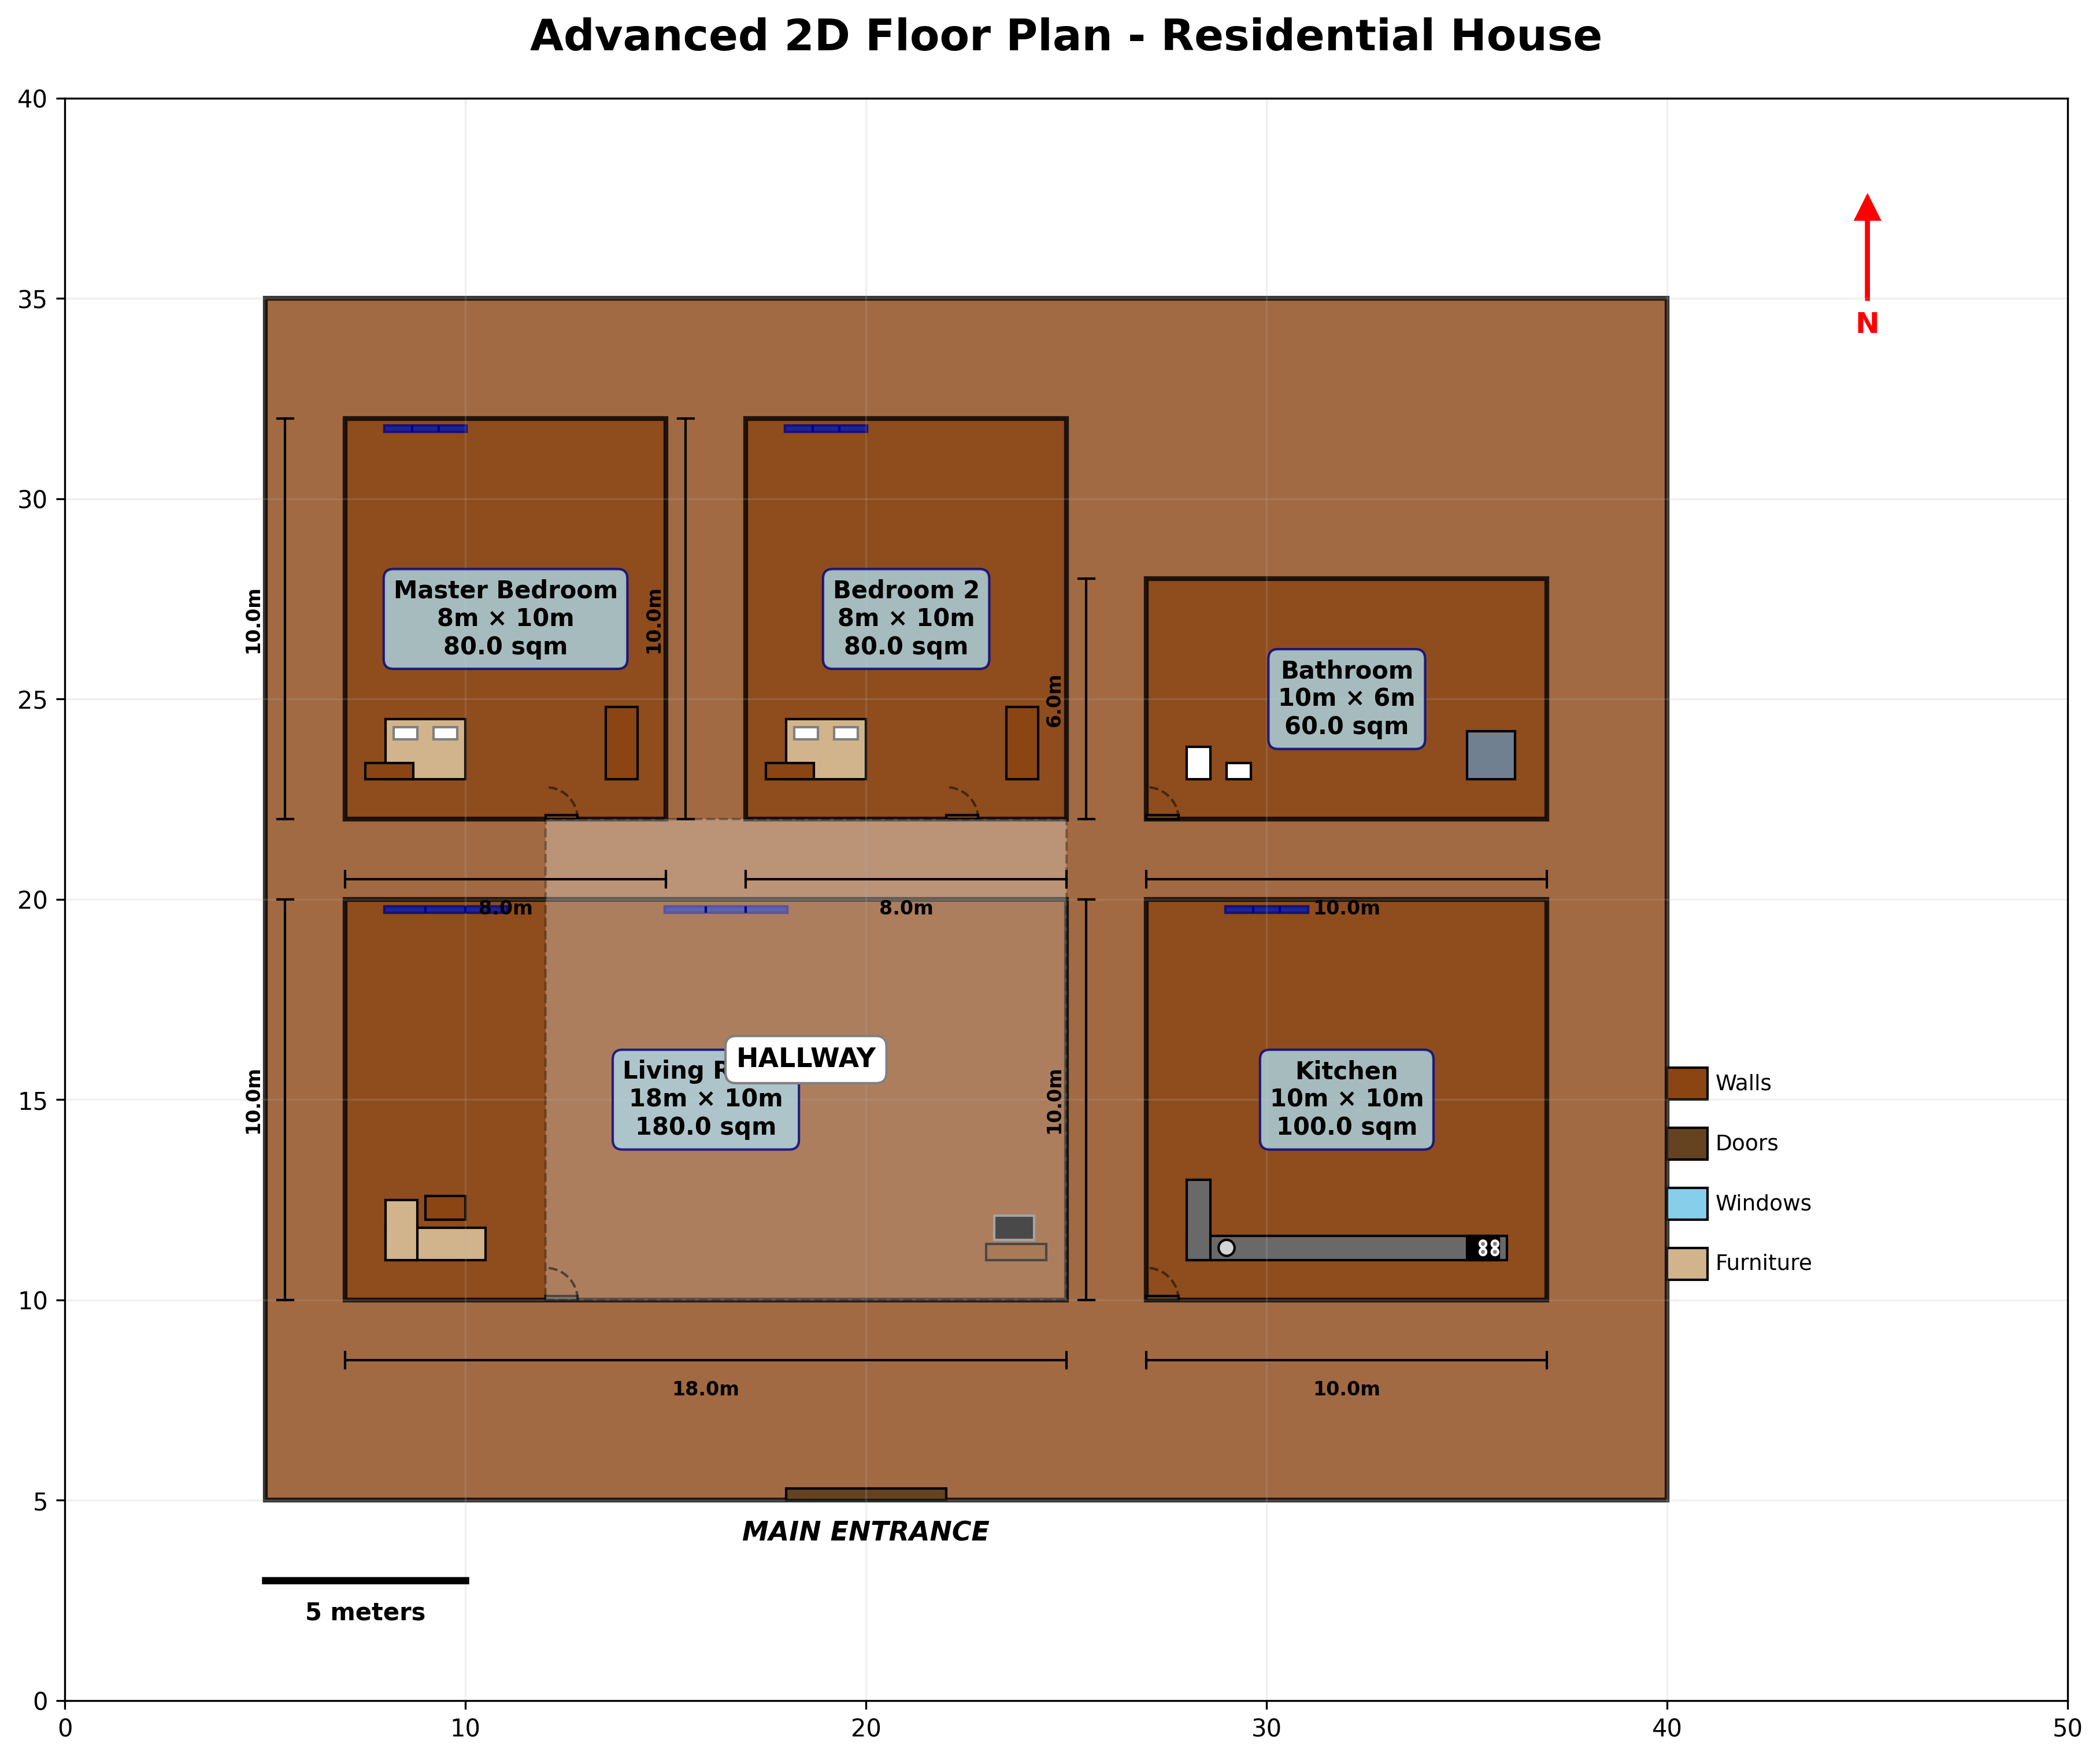 Advanced 2D Floor Plan - Residential House
40
35
30
25
20
15
10
5
0
0
10
20
30
40
50
N
Master Bedroom
8m × 10m
80.0 sqm
10.0m
8.0m
Bedroom 2
8m × 10m
80.0 sqm
10.0m
8.0m
Bathroom
10m × 6m
60.0 sqm
6.0m
10.0m
Living
18m × 10m
180.0 sqm
10.0m
18.0m
HALLWAY
Kitchen
10m × 10m
100.0 sqm
10.0m
10.0m
Walls
Doors
Windows
Furniture
MAIN ENTRANCE
5 meters